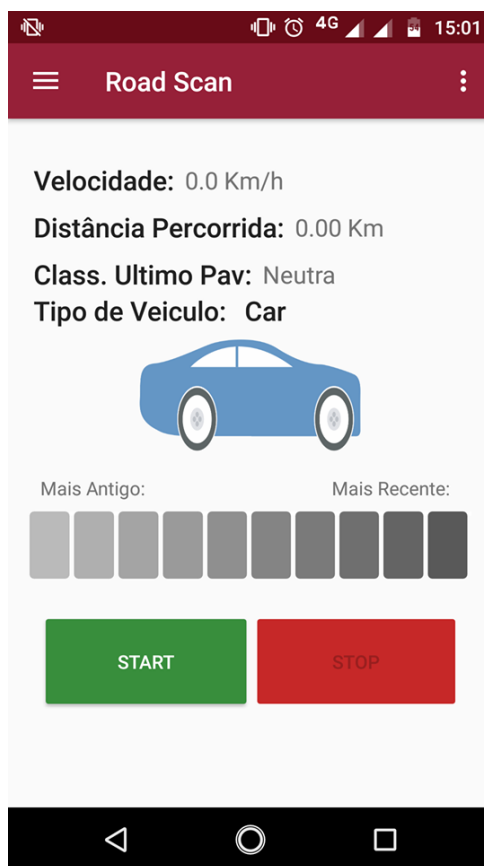 4G 54 15:01
Road Scan
Velocidade: 0.0 Km/h
Distância Percorrida: 0.00 Km
Class. Ultimo Pav: Neutra
Tipo de Veiculo: Car
Mais Antigo: Mais Recente:
START STOP